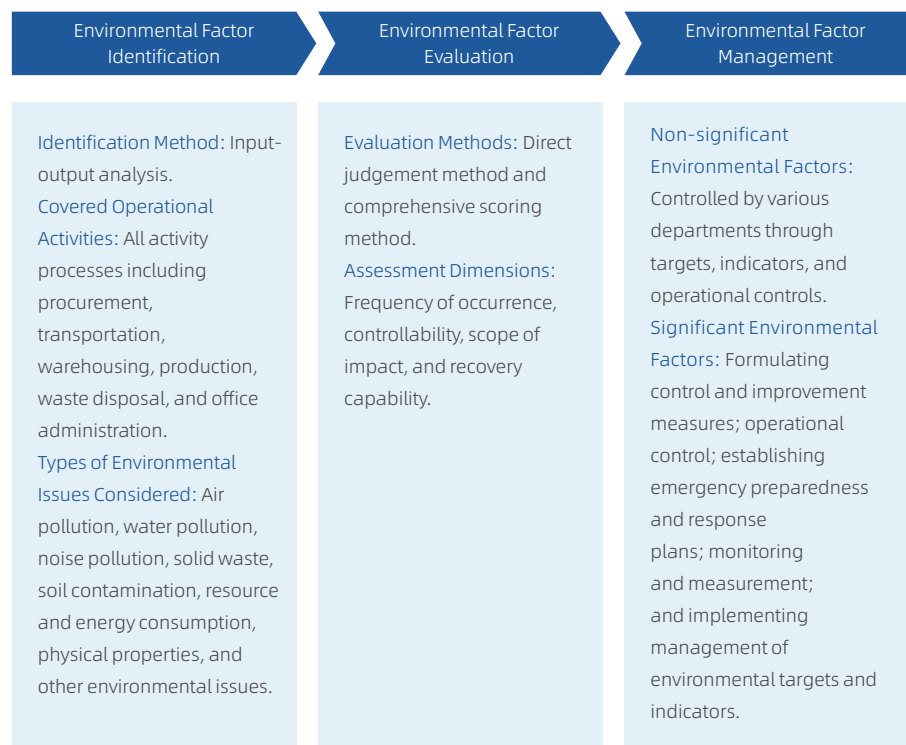 Environmental Factor
Identification
Environmental Factor
Evaluation
Environmental Factor
Management
Identification Method: Input-
output analysis.
Covered Operational
Activities: All activity
processes including
procurement,
transportation,
warehousing, production,
waste disposal, and office
administration.
Types of Environmental
Issues Considered: Air
pollution, water pollution,
noise pollution, solid waste,
soil contamination, resource
and energy consumption,
physical properties, and
other environmental issues.
Evaluation Methods: Direct
judgement method and
comprehensive scoring
method.
Assessment Dimensions:
Frequency of occurrence,
controllability, scope of
impact, and recovery
capability.
Non-significant
Environmental Factors:
Controlled by various
departments through
targets, indicators, and
operational controls.
Significant Environmental
Factors: Formulating
control and improvement
measures; operational
control; establishing
emergency preparedness
and response
plans; monitoring
and measurement;
and implementing
management of
environmental targets and
indicators.